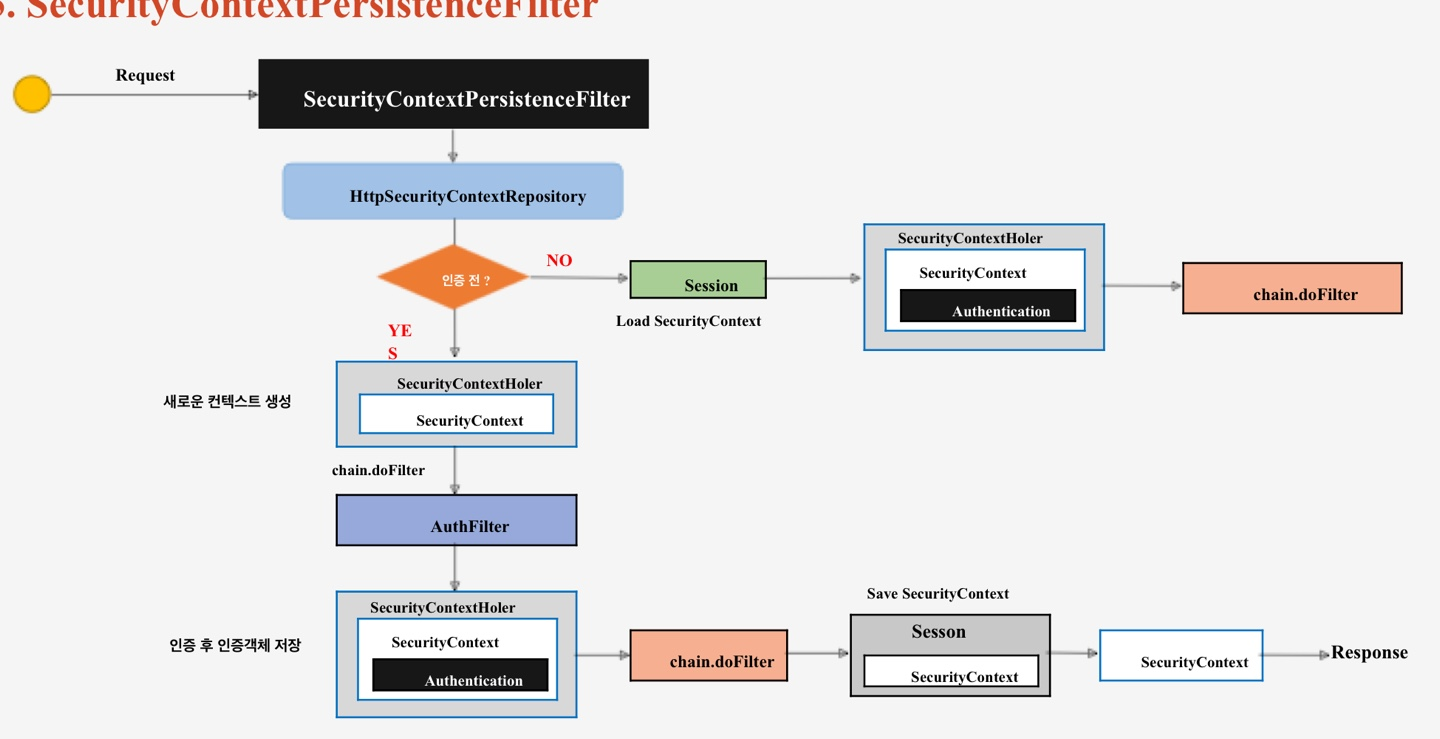 . SecurityContextPersistenceFilter
Request
SecurityContextPersistenceFilter
HttpSecurityContextRepository
인증 전 ?
NO
Session
Load SecurityContext
SecurityContextHoler
SecurityContext
Authentication
chain.doFilter
YE
S
새로운 컨텍스트 생성
SecurityContextHoler
SecurityContext
chain.doFilter
AuthFilter
인증 후 인증객체 저장
SecurityContextHoler
SecurityContext
Authentication
chain.doFilter
Save SecurityContext
Sesson
SecurityContext
SecurityContext
Response